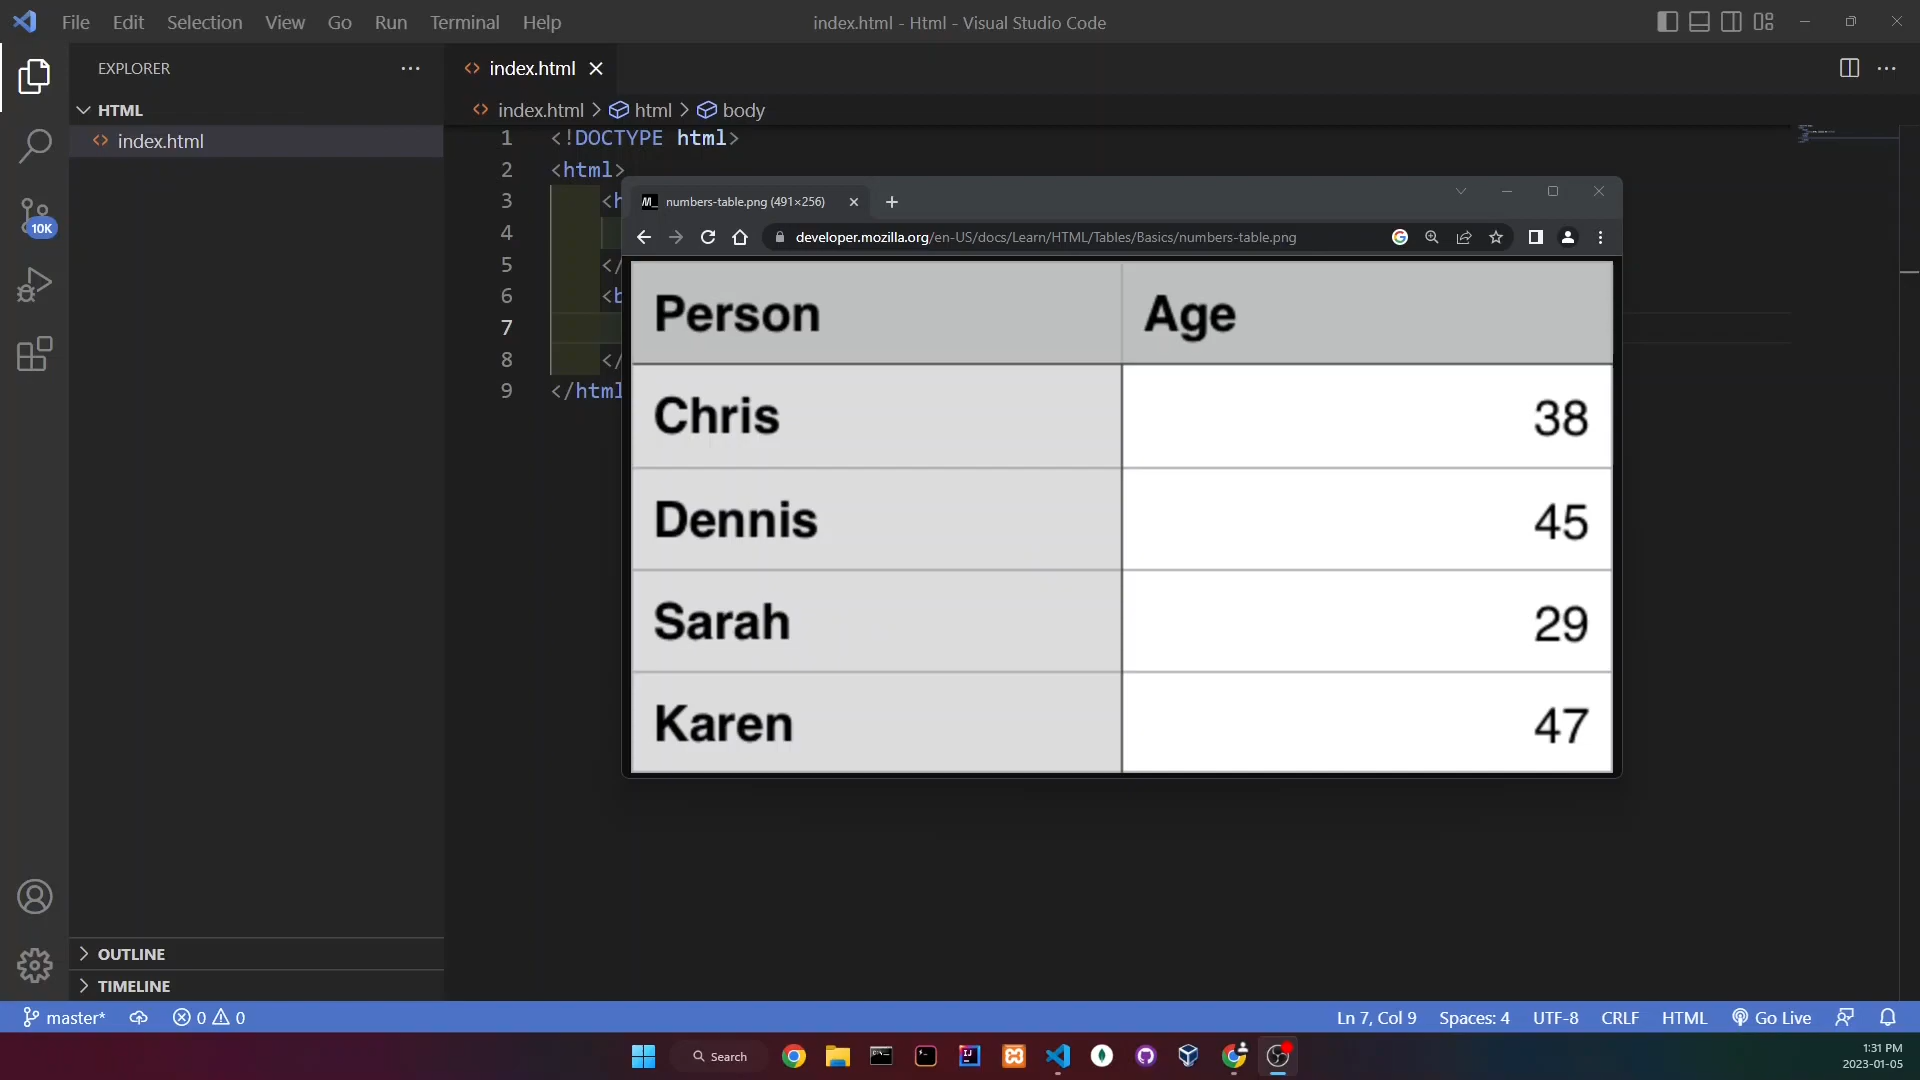 File Edit Selection View Go Run Terminal Help
index.html - Html - Visual Studio Code
EXPLORER
HTML
index.html
OUTLINE
TIMELINE
index.html
index.html > html > body
1 <!DOCTYPE html>
2 <html>
3 <h
4
5 </
6 <b
7
8 </
9 </html
numbers-table.png (491×256)
developer.mozilla.org/en-US/docs/Learn/HTML/Tables/Basics/numbers-table.png
Person Age
Chris 38
Dennis 45
Sarah 29
Karen 47
10K
master* 0 0
Ln 7, Col 9 Spaces: 4 UTF-8 CRLF HTML Go Live
Search
1:31 PM
2023-01-05